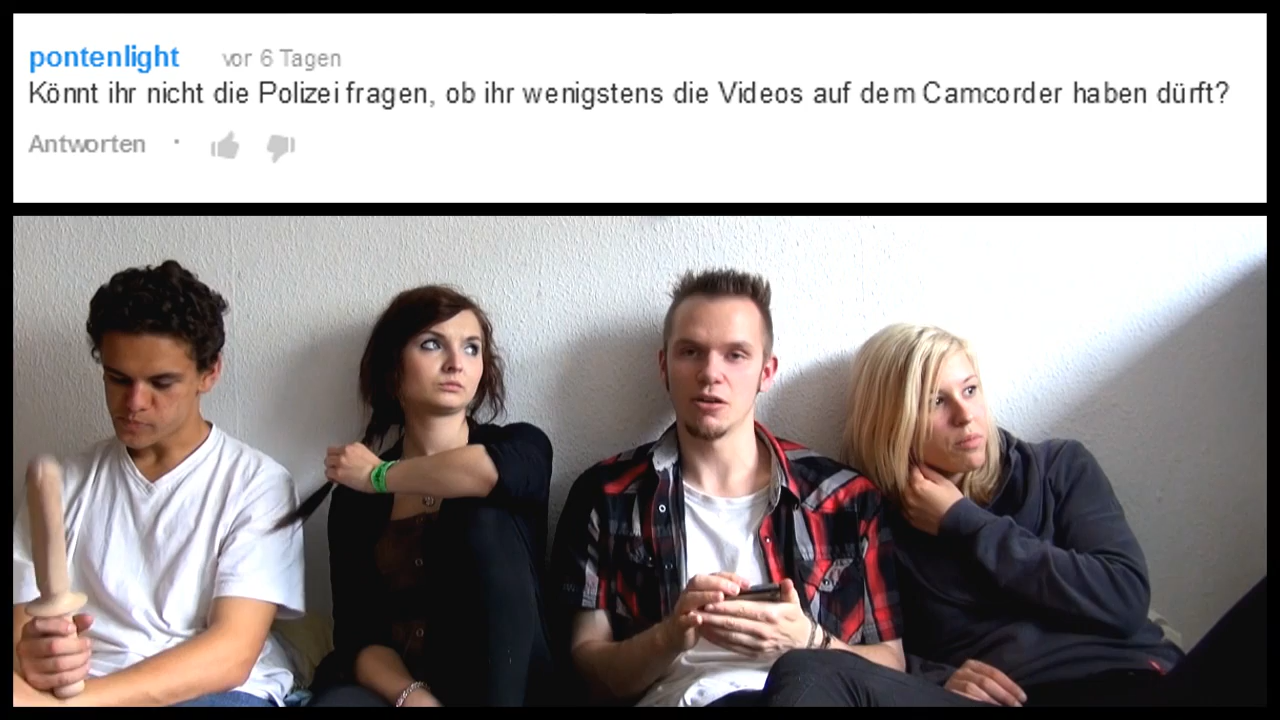 pontenlight vor 6 Tagen
Könnt ihr nicht die Polizei fragen, ob ihr wenigstens die Videos auf dem Camcorder haben dürft?
Antworten ·